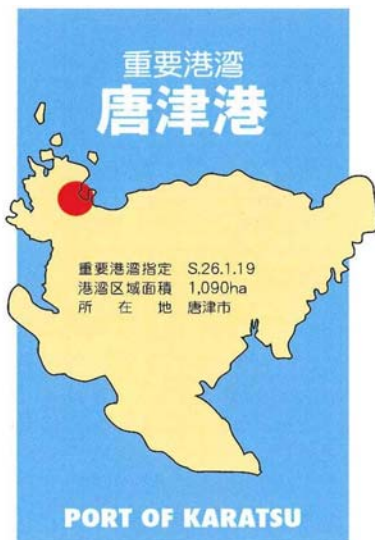 重要港湾
唐津港
重要港湾指定 S.26.1.19
港湾区域面積 1,090ha
所在地 唐津市
PORT OF KARATSU